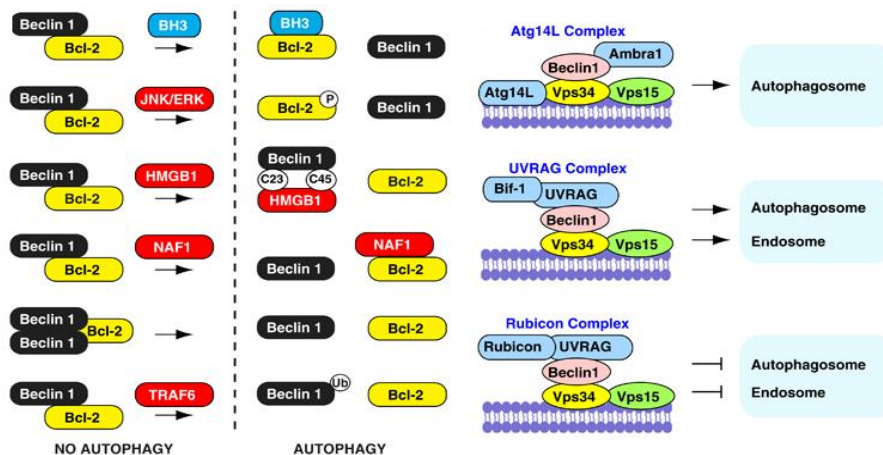 Beclin 1
Bcl-2
BH3
BH3
Bcl-2
Beclin 1
Beclin 1
Bcl-2
JNK/ERK
Bcl-2
P
Beclin 1
Beclin 1
Bcl-2
HMGB1
Beclin 1
C23
C45
HMGB1
Bcl-2
Beclin 1
Bcl-2
NAF1
NAF1
Beclin 1
Bcl-2
Beclin 1
Beclin 1
Bcl-2
Beclin 1
Bcl-2
Beclin 1
Bcl-2
TRAF6
Beclin 1
Ub
Bcl-2
NO AUTOPHAGY
AUTOPHAGY
Atg14L Complex
Ambra1
Beclin1
Atg14L
Vps34
Vps15
Autophagosome
UVRAG Complex
Bif-1
UVRAG
Beclin1
Vps34
Vps15
Autophagosome
Endosome
Rubicon Complex
Rubicon
UVRAG
Beclin1
Vps34
Vps15
Autophagosome
Endosome